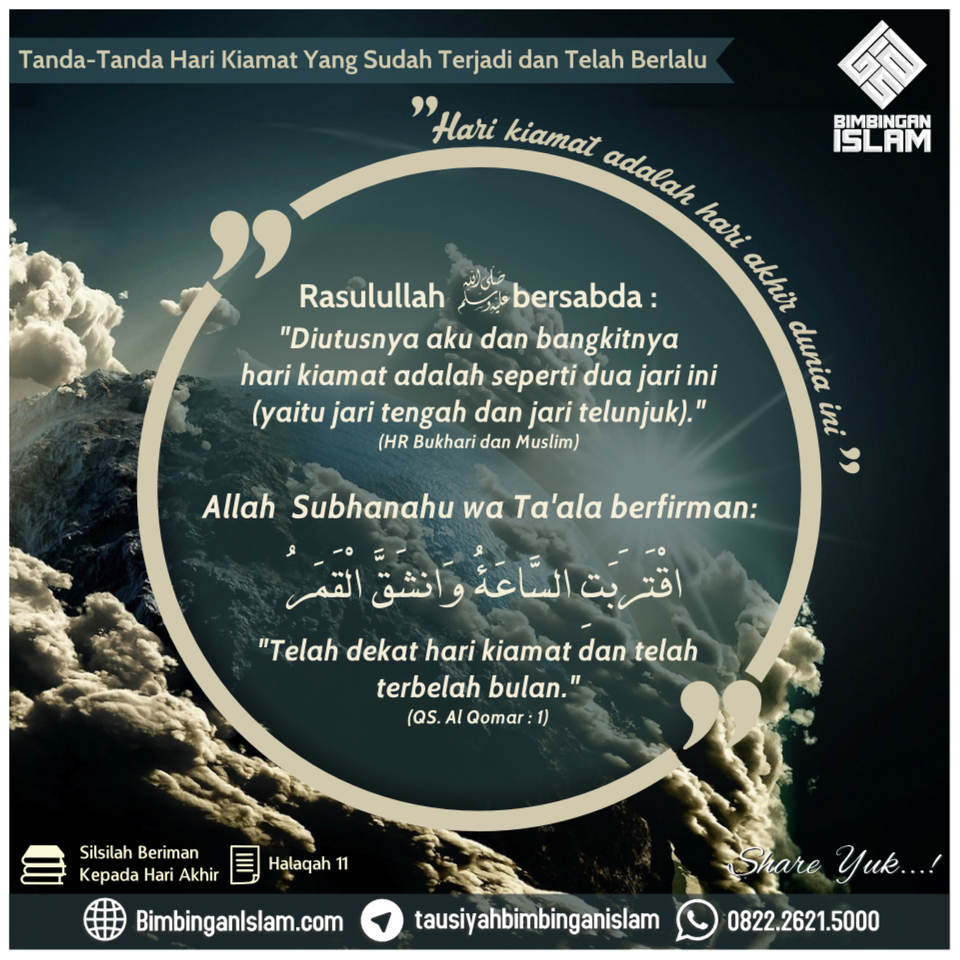 Tanda-Tanda Hari Kiamat Yang Sudah Terjadi dan Telah Berlalu
BIMBINGAN
ISLAM
"Hari kiamat adalah hari akhir dunia ini"
Rasulullah ﷺ bersabda :
"Diutusnya aku dan bangkitnya
hari kiamat adalah seperti dua jari ini
(yaitu jari tengah dan jari telunjuk)."
(HR Bukhari dan Muslim)
Allah Subhanahu wa Ta'ala berfirman:
اقْتَرَبَتِ السَّاعَةُ وَانشَقَّ الْقَمَرُ
"Telah dekat hari kiamat dan telah
terbelah bulan."
(QS. Al Qomar : 1)
Silsilah Beriman
Kepada Hari Akhir
Halaqah 11
Share Yuk...!
BimbinganIslam.com
tausiyahbimbinganislam
0822.2621.5000